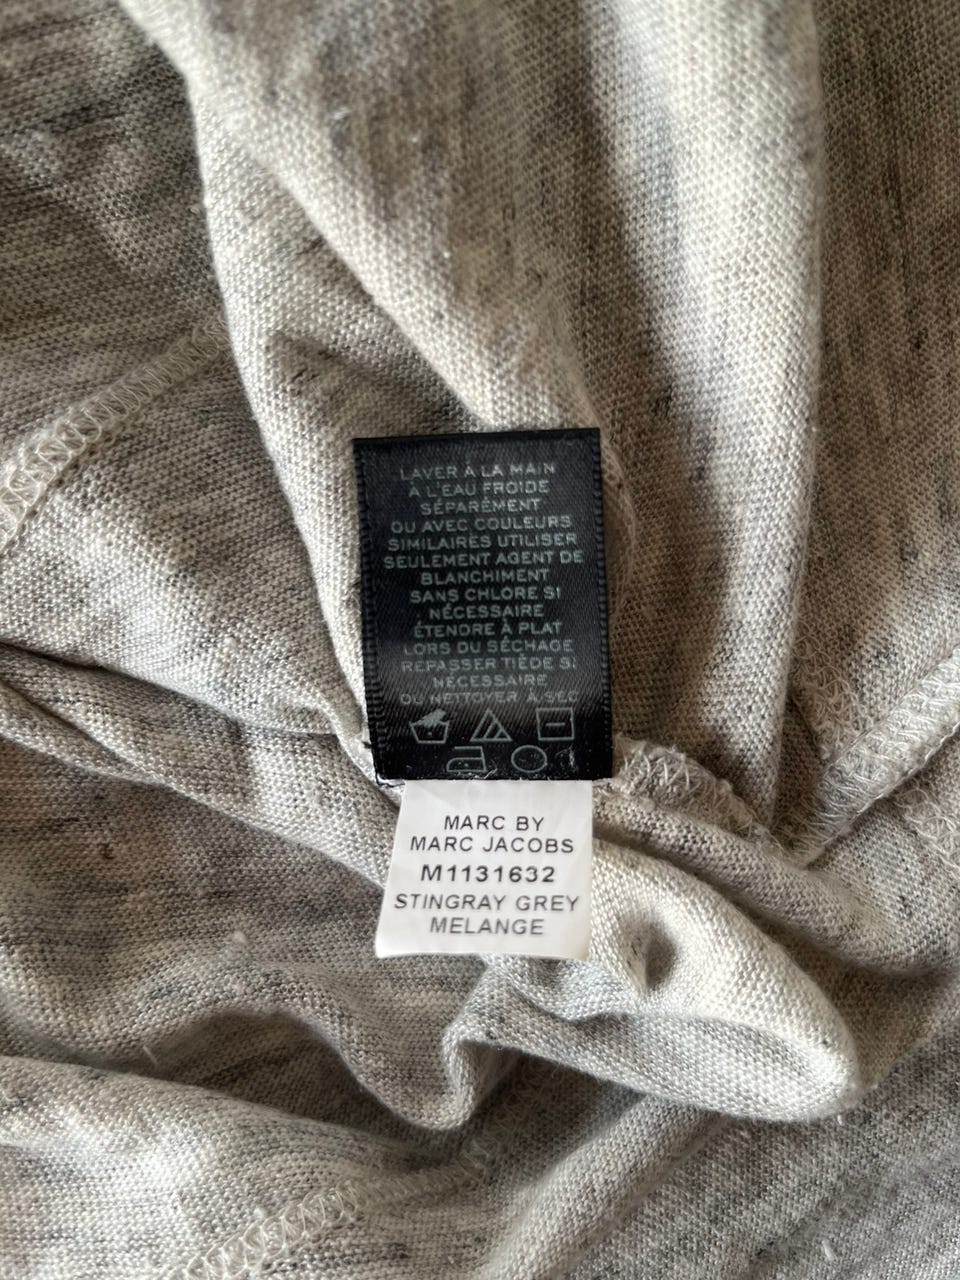 LAVER À LA MAIN
À L'EAU FROIDE
SÉPARÉMENT
OU AVEC COULEURS
SIMILAIRES UTILISER
SEULEMENT AGENT DE
BLANCHIMENT
SANS CHLORE SI
NÉCESSAIRE
ÉTENDRE À PLAT
LORS DU SÉCHAGE
REPASSER TIÈDE SI
NÉCESSAIRE
OU NETTOYER À SEC
MARC BY
MARC JACOBS
M1131632
STINGRAY GREY
MELANGE